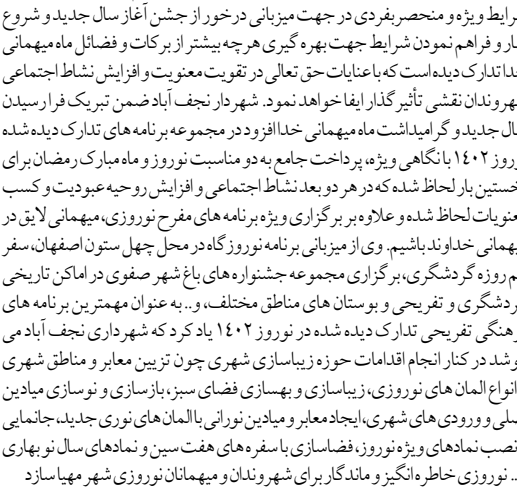 رایط ویژه و منحصربفردی در جهت میزبانی درخور از جشن آغاز سال جدید و شروع
ار و فراهم نمودن شرایط جهت بهره گیری هرچه بیشتر از برکات و فضائل ماه میهمانی
دا تدارک دیده است که با عنایات حق تعالی در تقویت معنویت و افزایش نشاط اجتماعی
هروندان نقشی تأثیر گذار ایفا خواهد نمود. شهردار نجف آباد ضمن تبریک فرا رسیدن
ال جدید و گرامیداشت ماه میهمانی خدا افزود در مجموعه برنامه های تدارک دیده شده
وروز ۱٤۰۲ با نگاهی ویژه، پرداخت جامع به دو مناسبت نوروز و ماه مبارک رمضان برای
خستین بار لحاظ شده که در هر دو بعد نشاط اجتماعی و افزایش روحیه عبودیت و کسب
عنویات لحاظ شده و علاوه بر برگزاری ویژه برنامه های مفرح نوروزی، میهمانی لایق در
یهمانی خداوند باشیم. وی از میزبانی برنامه نوروزگاه در محل چهل ستون اصفهان، سفر
م روزه گردشگری، برگزاری مجموعه جشنواره های باغ شهر صفوی در اماکن تاریخی
ردشگری و تفریحی و بوستان های مناطق مختلف، و.. به عنوان مهمترین برنامه های
رهنگی تفریحی تدارک دیده شده در نوروز ۱٤۰۲ یاد کرد که شهرداری نجف آباد می
وشد در کنار انجام اقدامات حوزه زیباسازی شهری چون تزیین معابر و مناطق شهری
انواع المان های نوروزی، زیباسازی و بهسازی فضای سبز، بازسازی و نوسازی میادین
صلی و ورودی های شهری، ایجاد معابر و میادین نورانی با المان های نوری جدید، جانمایی
نصب نمادهای ویژه نوروز، فضاسازی با سفره های هفت سین و نمادهای سال نو بهاری
.. نوروزی خاطره انگیز و ماندگار برای شهروندان و میهمانان نوروزی شهر مهیا سازد